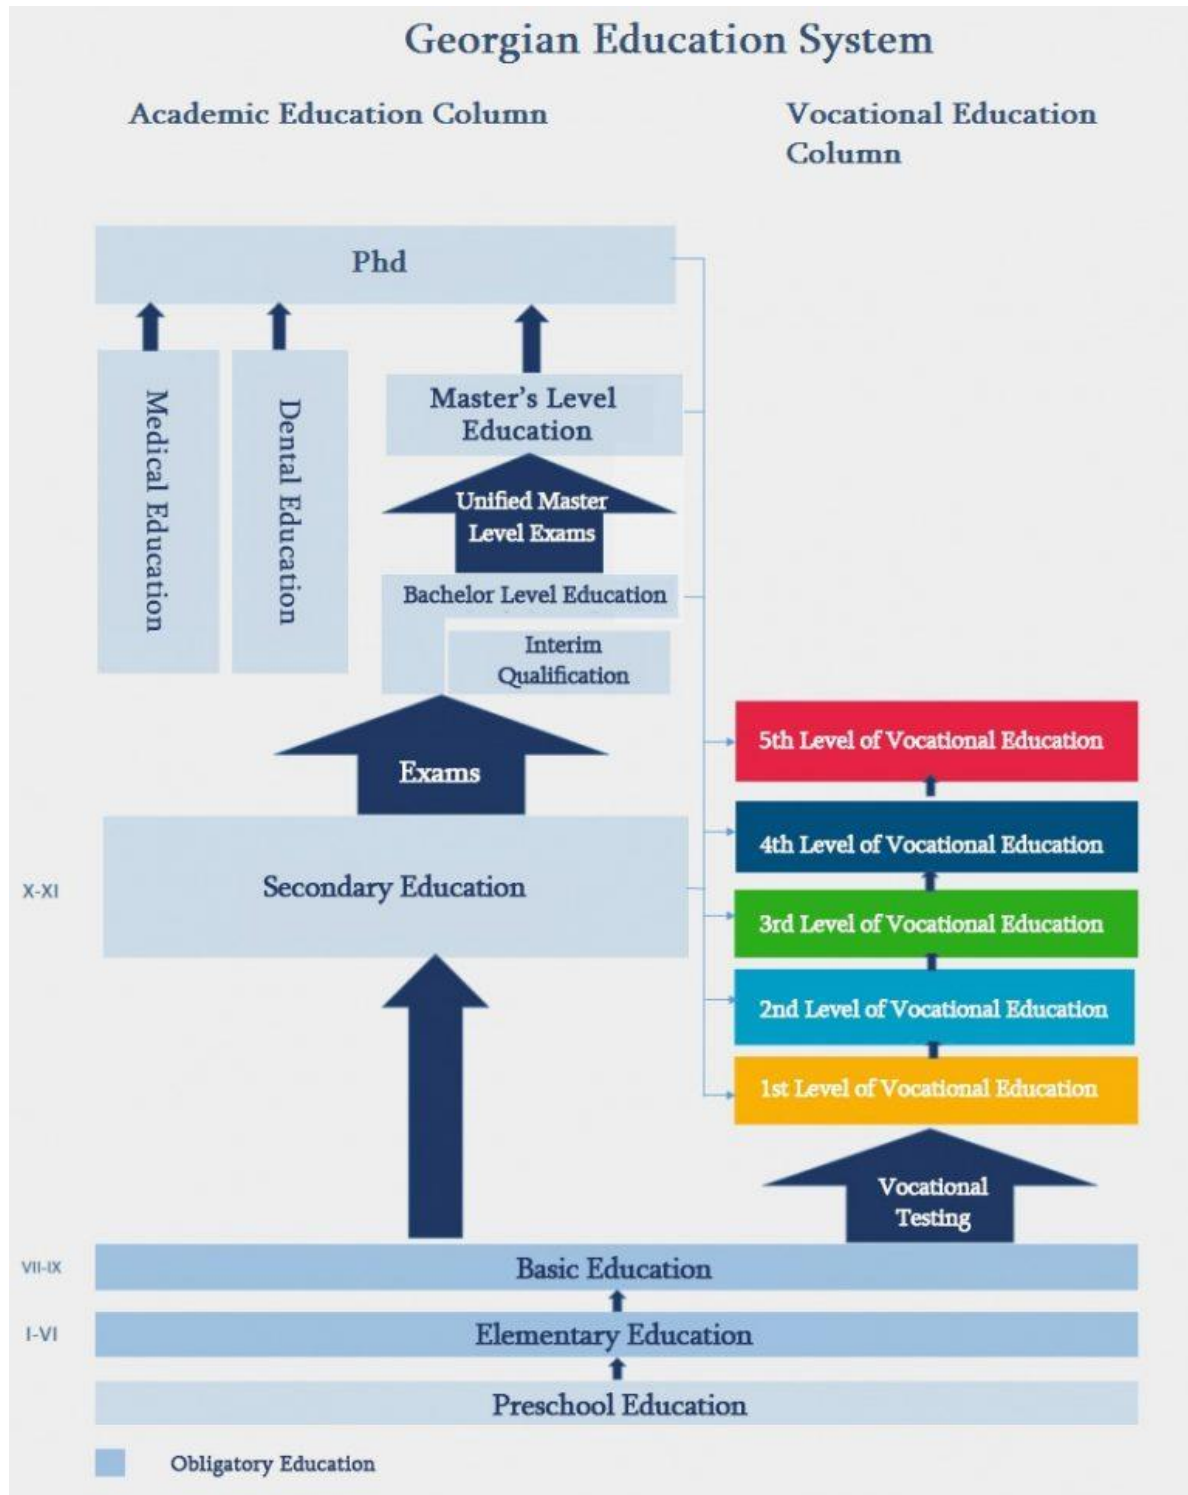 Georgian Education System
Academic Education Column
Vocational Education
Column
Phd
Medical Education
Dental Education
Master's Level
Education
Unified Master
Level Exams
Bachelor Level Education
Interim
Qualification
Exams
5th Level of Vocational Education
4th Level of Vocational Education
X-XI
Secondary Education
3rd Level of Vocational Education
2nd Level of Vocational Education
1st Level of Vocational Education
Vocational
Testing
VII-IX
Basic Education
I-VI
Elementary Education
Preschool Education
Obligatory Education